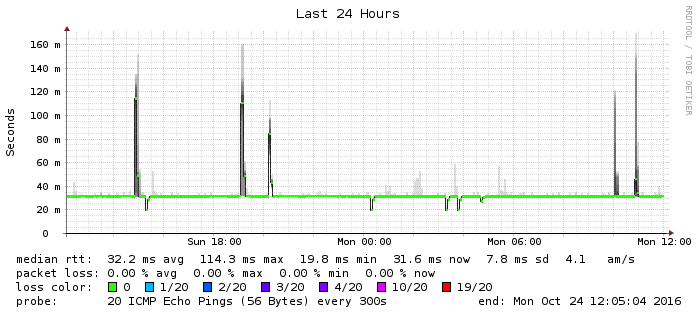 Last 24 Hours
RRDTOOL / TOBI OETIKER
Seconds
160 m
140 m
120 m
100 m
80 m
60 m
40 m
20 m
0
Sun 18:00 Mon 00:00 Mon 06:00 Mon 12:00
median rtt: 32.2 ms avg 114.3 ms max 19.8 ms min 31.6 ms now 7.8 ms sd 4.1 am/s
packet loss: 0.00 % avg 0.00 % max 0.00 % min 0.00 % now
loss color: 0 1/20 2/20 3/20 4/20 10/20 19/20
probe: 20 ICMP Echo Pings (56 Bytes) every 300s end: Mon Oct 24 12:05:04 2016